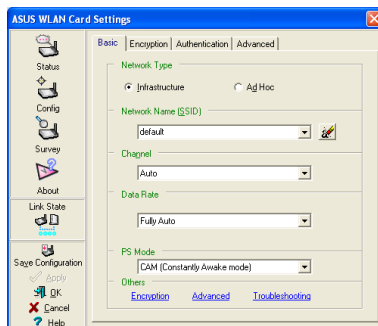 ASUS WLAN Card Settings
Status
Config
Survey
About
Link State
Save Configuration
Apply
OK
Cancel
Help
Basic Encryption Authentication Advanced
Network Type
Infrastructure Ad Hoc
Network Name (SSID)
default
Channel
Auto
Data Rate
Fully Auto
PS Mode
CAM (Constantly Awake mode)
Others
Encryption Advanced Troubleshooting